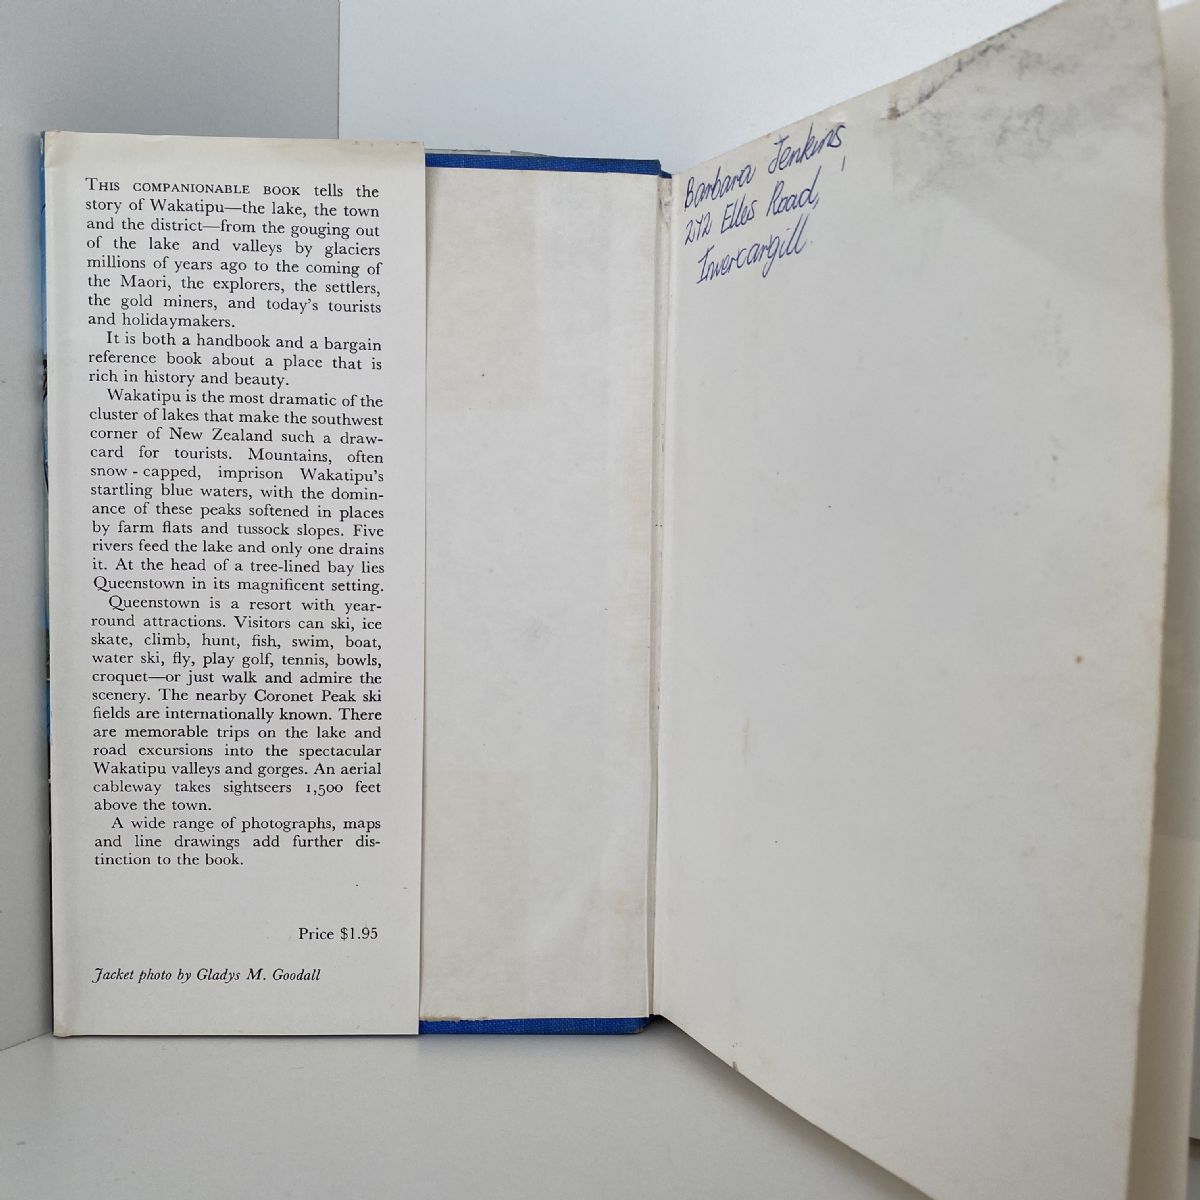 THIS COMPANIONABLE BOOK tells the
story of Wakatipu—the lake, the town
and the district—from the gouging out
of the lake and valleys by glaciers
millions of years ago to the coming of
the Maori, the explorers, the settlers,
the gold miners, and today's tourists
and holidaymakers.
It is both a handbook and a bargain
reference book about a place that is
rich in history and beauty.
Wakatipu is the most dramatic of the
cluster of lakes that make the southwest
corner of New Zealand such a draw-
card for tourists. Mountains, often
snow-capped, imprison Wakatipu's
startling blue waters, with the domin-
ance of these peaks softened in places
by farm flats and tussock slopes. Five
rivers feed the lake and only one drains
it. At the head of a tree-lined bay lies
Queenstown in its magnificent setting.
Queenstown is a resort with year-
round attractions. Visitors can ski, ice
skate, climb, hunt, fish, swim, boat,
water ski, fly, play golf, tennis, bowls,
croquet—or just walk and admire the
scenery. The nearby Coronet Peak ski
fields are internationally known. There
are memorable trips on the lake and
road excursions into the spectacular
Wakatipu valleys and gorges. An aerial
cableway takes sightseers 1,500 feet
above the town.
A wide range of photographs, maps
and line drawings add further dis-
tinction to the book.
Price $1.95
Jacket photo by Gladys M. Goodall
Barbara Jenkins
272 Elles Road,
Invercargill.